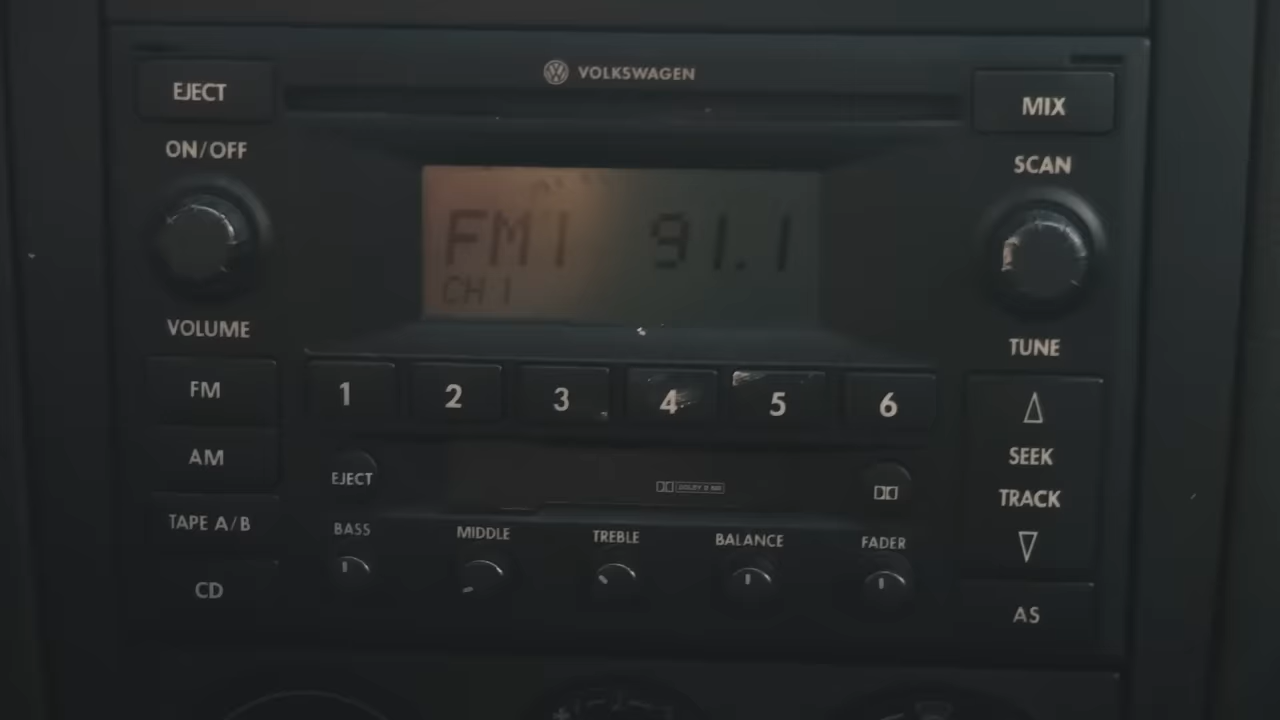 VOLKSWAGEN
EJECT
MIX
ON/OFF
SCAN
FM1 91.1
CH 1
VOLUME
TUNE
FM
1 2 3 4 5 6
AM
SEEK
EJECT
TRACK
TAPE A/B
BASS MIDDLE TREBLE BALANCE FADER
CD
AS